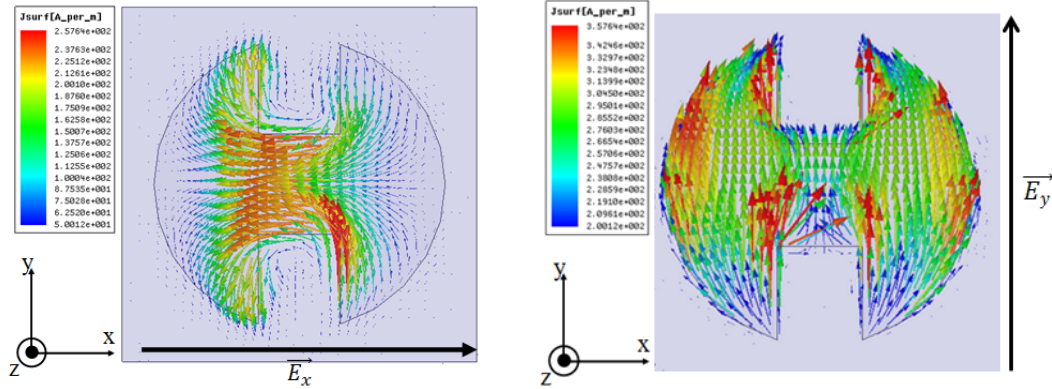 Jsurf[A_per_m]
2.5764e+002
2.3763e+002
2.2512e+002
2.1261e+002
2.0010e+002
1.8760e+002
1.7509e+002
1.6258e+002
1.5007e+002
1.3757e+002
1.2506e+002
1.1255e+002
1.0004e+002
8.7535e+001
7.5028e+001
6.2520e+001
5.0012e+001
y
x
z
E_x
Jsurf[A_per_m]
3.5764e+002
3.4246e+002
3.3297e+002
3.2348e+002
3.1399e+002
3.0450e+002
2.9501e+002
2.8552e+002
2.7603e+002
2.6654e+002
2.5706e+002
2.4757e+002
2.3808e+002
2.2859e+002
2.1910e+002
2.0961e+002
2.0012e+002
E_y
y
x
z